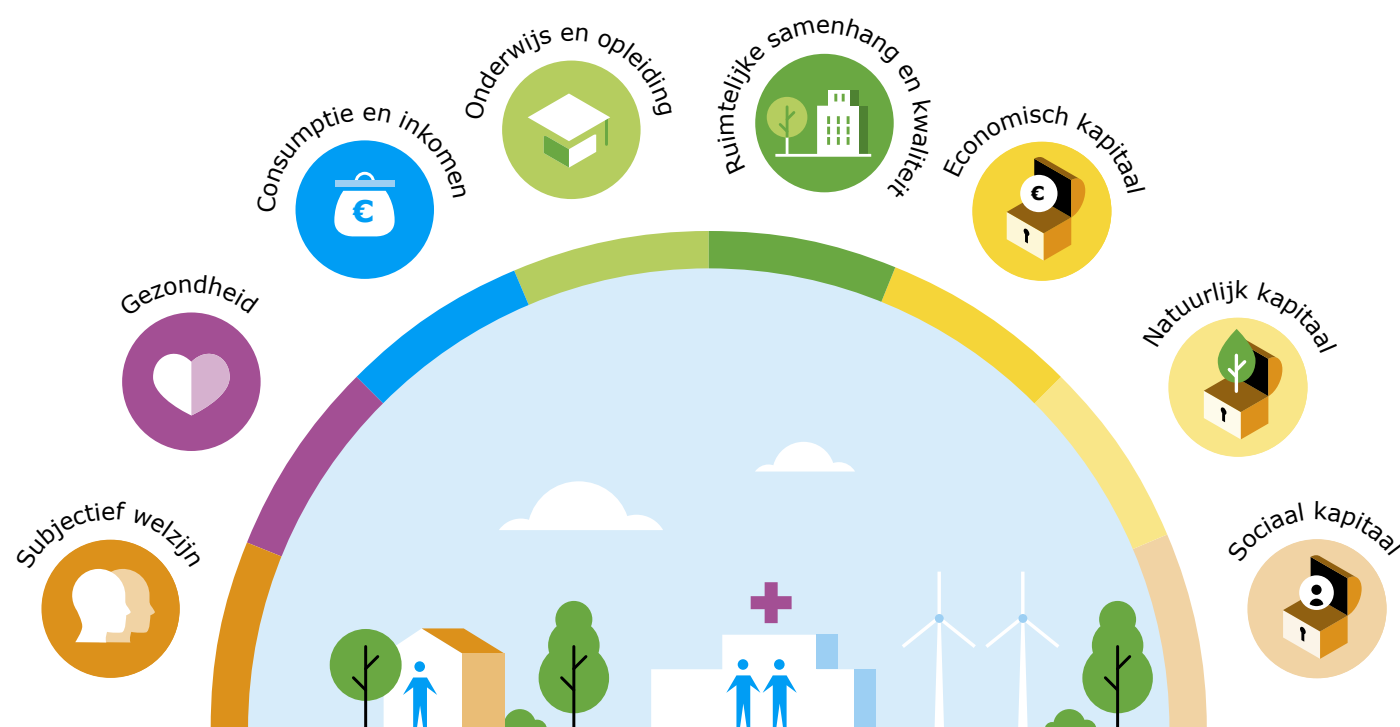 Subjectief welzijn
Gezondheid
Consumptie en inkomen
€
Onderwijs en opleiding
Ruimtelijke samenhang en kwaliteit
Economisch kapitaal
€
Natuurlijk kapitaal
Sociaal kapitaal